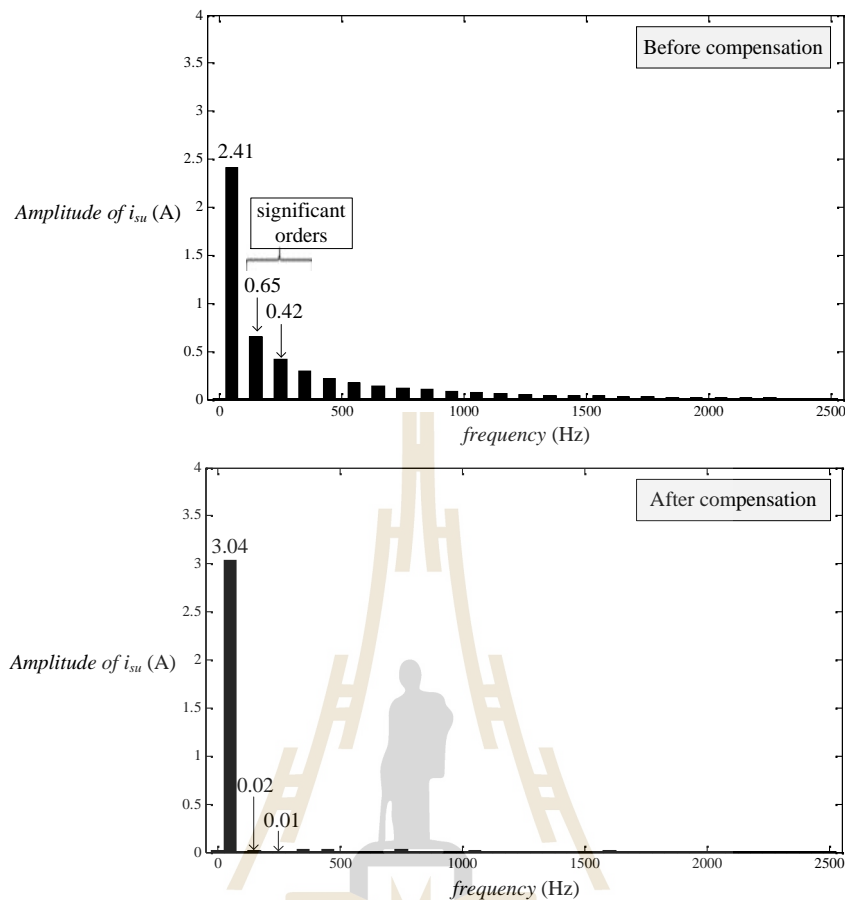 4
Before compensation
3.5
3
2.5
2.41
Amplitude of i_su (A)
2
significant
orders
1.5
0.65
1
0.42
0.5
0
0 500 1000 1500 2000 2500
frequency (Hz)
4
After compensation
3.5
3.04
3
2.5
Amplitude of i_su (A)
2
1.5
1
0.02
0.5
0.01
0
0 500 1000 1500 2000 2500
frequency (Hz)